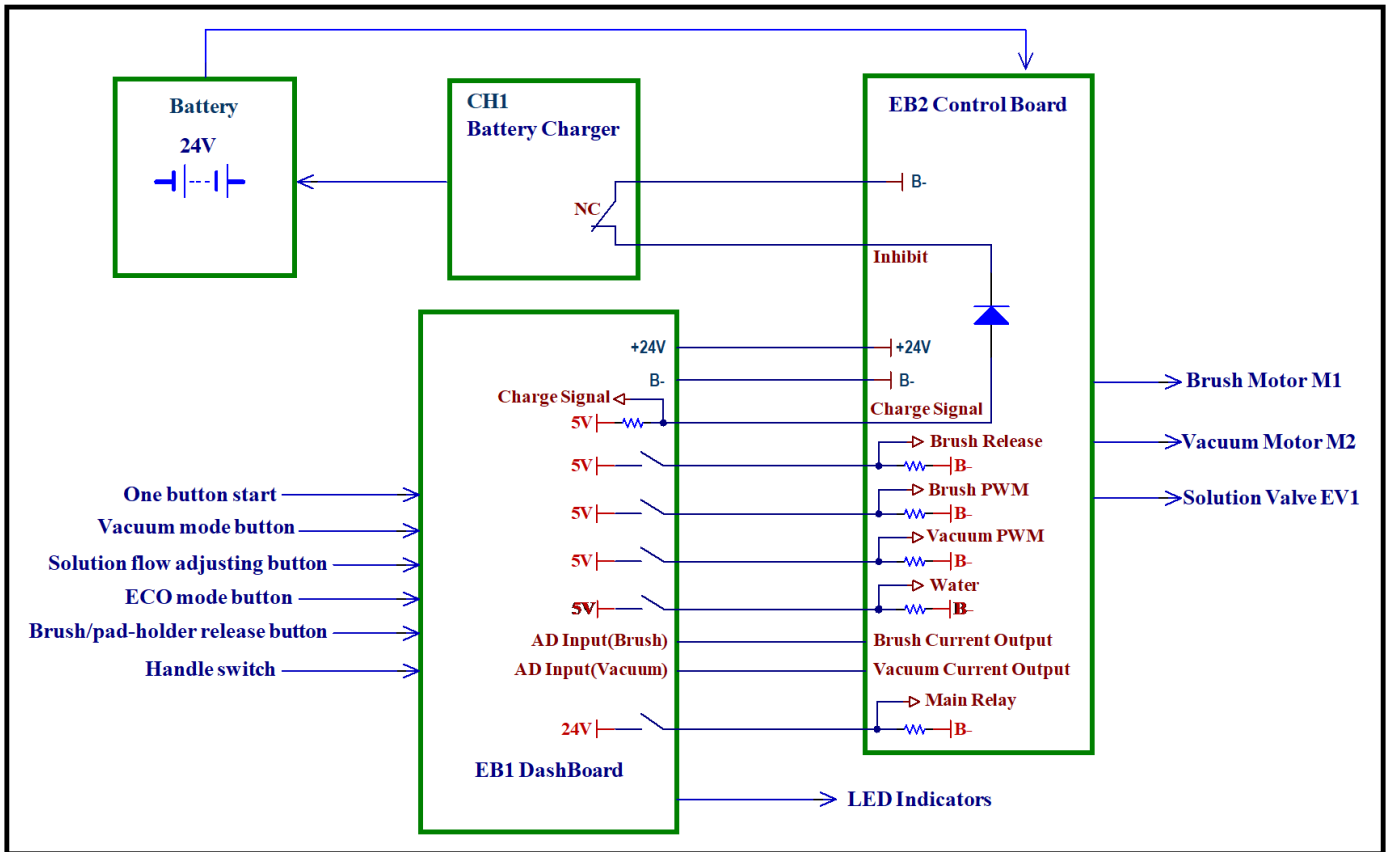 Battery
24V
CH1
Battery Charger
NC
EB2 Control Board
B-
Inhibit
+24V
+24V
B-
B-
Charge Signal
Charge Signal
5V
5V
Brush Release
B-
5V
Brush PWM
B-
5V
Vacuum PWM
B-
5V
Water
B-
AD Input(Brush)
Brush Current Output
AD Input(Vacuum)
Vacuum Current Output
24V
Main Relay
B-
EB1 DashBoard
One button start
Vacuum mode button
Solution flow adjusting button
ECO mode button
Brush/pad-holder release button
Handle switch
Brush Motor M1
Vacuum Motor M2
Solution Valve EV1
LED Indicators